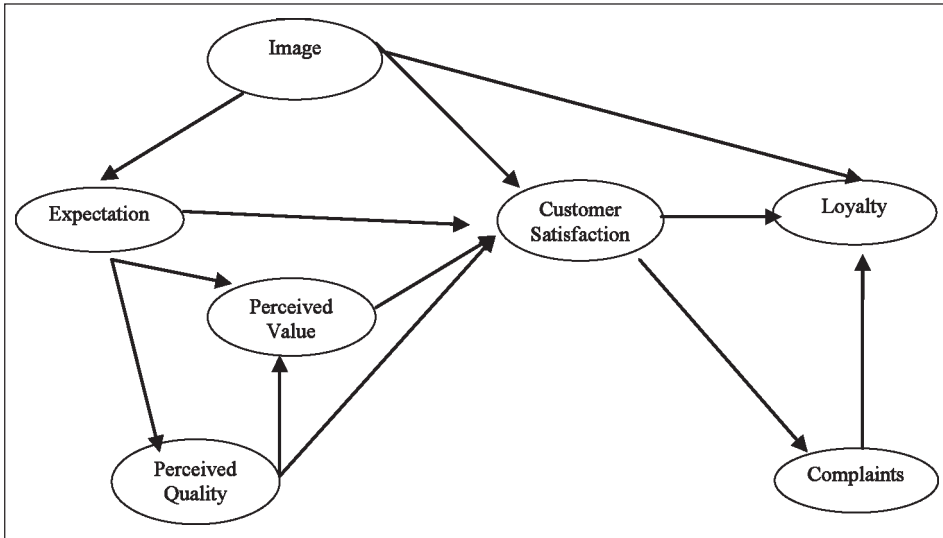 Image
Expectation
Customer
Satisfaction
Loyalty
Perceived
Value
Perceived
Quality
Complaints